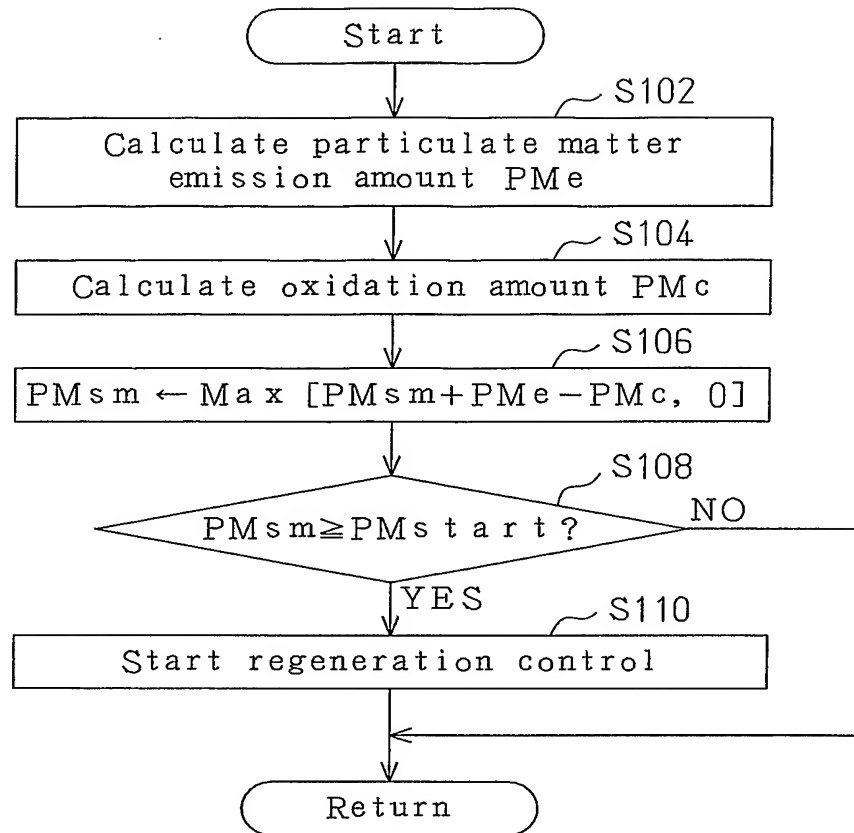 Start
S102
Calculate particulate matter
emission amount PMe
S104
Calculate oxidation amount PMc
S106
PMsm ← Max [PMsm+PMe−PMc, 0]
S108
PMsm≧PMstart?
NO
YES
S110
Start regeneration control
Return